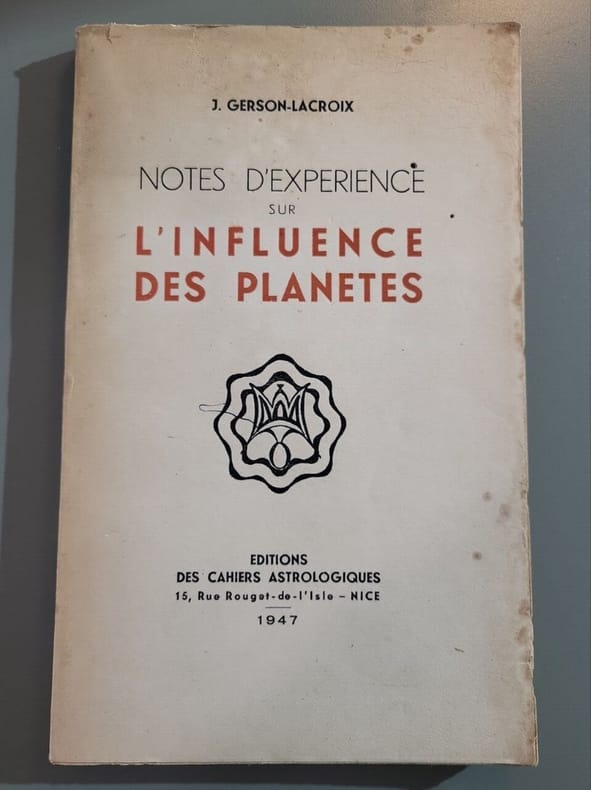 J. GERSON-LACROIX
NOTES D'EXPERIENCE
SUR
L'INFLUENCE
DES PLANETES
EDITIONS
DES CAHIERS ASTROLOGIQUES
15, Rue Rouget-de-l'Isle - NICE
1947